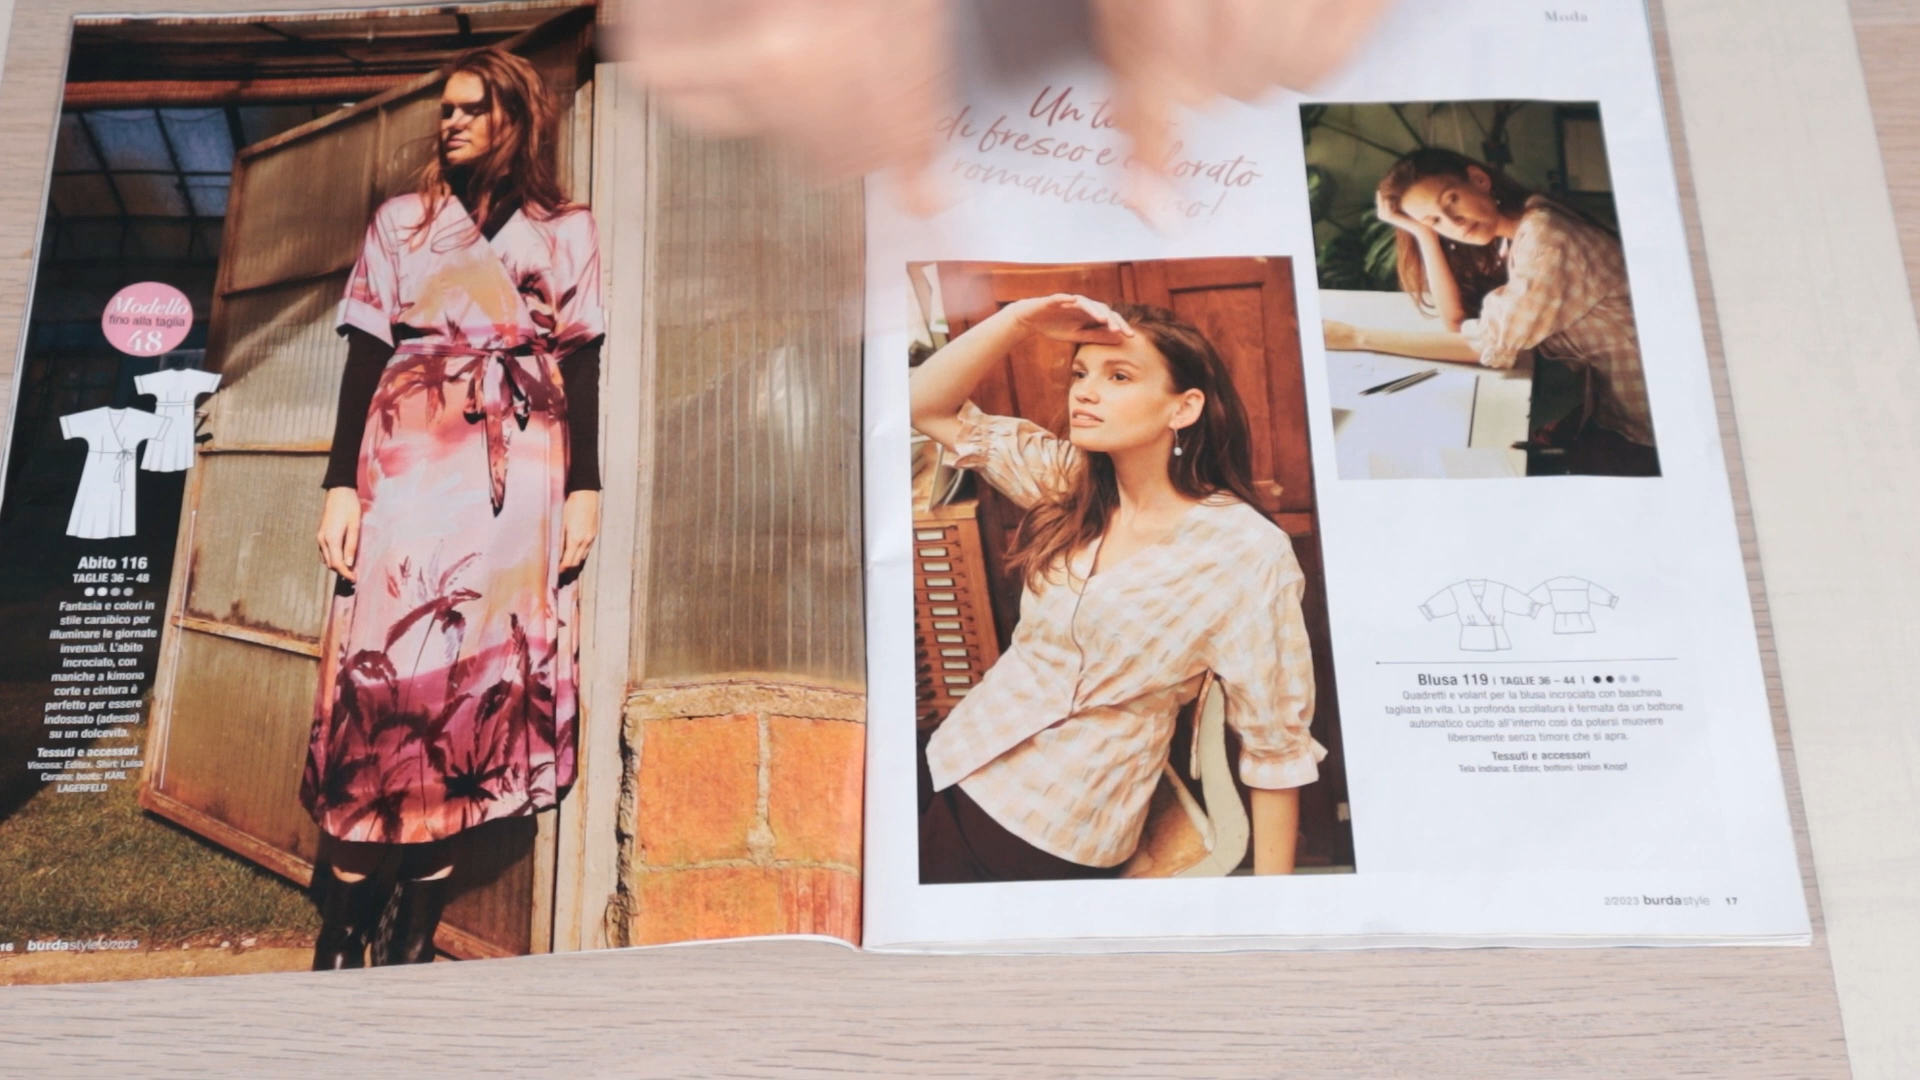 Modello
fino alla taglia
48
Abito 116
TAGLIE 36 – 48
Fantasia e colori in
stile caraibico per
illuminare le giornate
invernali. L'abito
incrociato, con
maniche a kimono
corte e cintura è
perfetto per essere
indossato (adesso)
su un dolcevita.
Tessuti e accessori
Viscosa: Editex. Shirt: Luisa
Cerano; boots: KARL
LAGERFELD
16 burdastyle 2/2023
Moda
Un
di fresco e
Blusa 119 | TAGLIE 36 – 44 |
Quadretti e volant per la blusa incrociata con baschina
tagliata in vita. La profonda scollatura è fermata da un bottone
automatico cucito all'interno così da potersi muovere
liberamente senza timore che si apra.
Tessuti e accessori
Tela indiana: Editex; bottoni: Union Knopf
2/2023 burdastyle 17